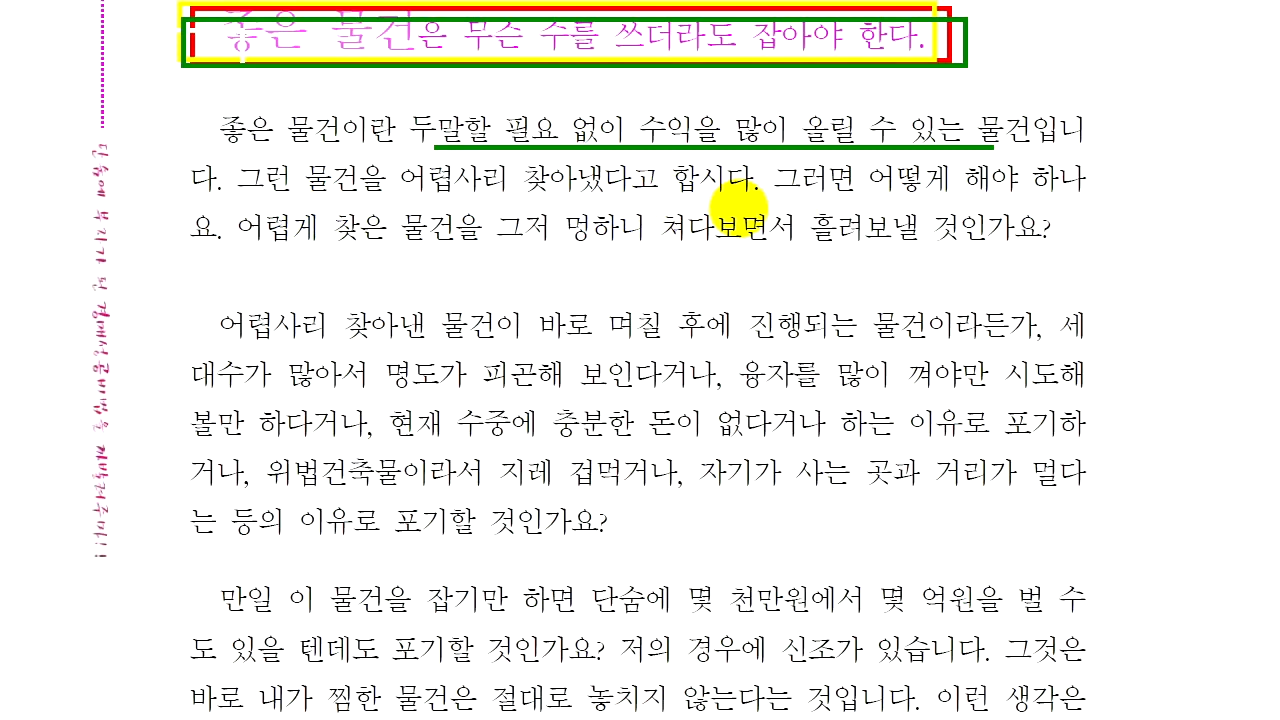 좋은 물건은 무슨 수를 쓰더라도 잡아야 한다.
좋은 물건이란 두말할 필요 없이 수익을 많이 올릴 수 있는 물건입니
다. 그런 물건을 어렵사리 찾아냈다고 합시다. 그러면 어떻게 해야 하나
요. 어렵게 찾은 물건을 그저 멍하니 쳐다보면서 흘려보낼 것인가요?
어렵사리 찾아낸 물건이 바로 며칠 후에 진행되는 물건이라든가, 세
대수가 많아서 명도가 피곤해 보인다거나, 융자를 많이 껴야만 시도해
볼만 하다거나, 현재 수중에 충분한 돈이 없다거나 하는 이유로 포기하
거나, 위법건축물이라서 지레 겁먹거나, 자기가 사는 곳과 거리가 멀다
는 등의 이유로 포기할 것인가요?
만일 이 물건을 잡기만 하면 단숨에 몇 천만원에서 몇 억원을 벌 수
도 있을 텐데도 포기할 것인가요? 저의 경우에 신조가 있습니다. 그것은
바로 내가 찜한 물건은 절대로 놓치지 않는다는 것입니다. 이런 생각은